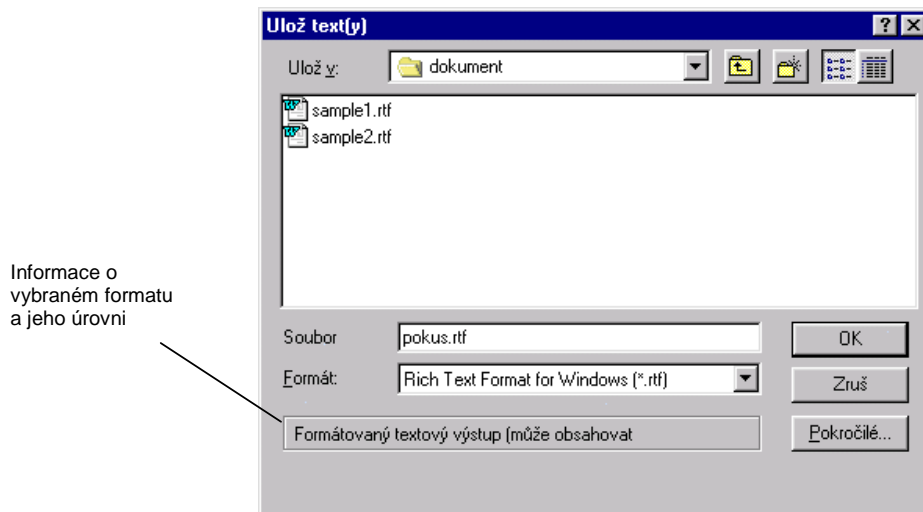 Ulož text(y)
Ulož v:
dokument
sample1.rtf
sample2.rtf
Informace o
vybraném formatu
a jeho úrovni
Soubor
pokus.rtf
OK
Formát:
Rich Text Format for Windows (*.rtf)
Zruš
Formátovaný textový výstup (může obsahovat
Pokročilé...